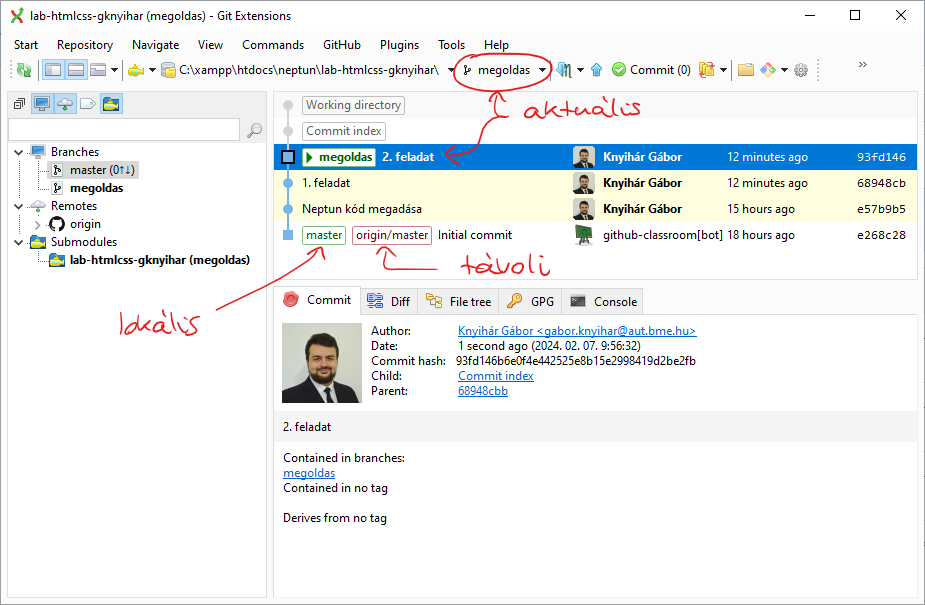 lab-htmlcss-gknyihar (megoldas) - Git Extensions
Start Repository Navigate View Commands GitHub Plugins Tools Help
C:\xampp\htdocs\neptun\lab-htmlcss-gknyihar\ megoldas Commit (0) »
aktuális
Working directory
Commit index
megoldas 2. feladat Knyihár Gábor 12 minutes ago 93fd146
1. feladat Knyihár Gábor 12 minutes ago 68948cb
Neptun kód megadása Knyihár Gábor 15 hours ago e57b9b5
master origin/master Initial commit github-classroom[bot] 18 hours ago e268c28
Branches
master (0↑↓)
megoldas
Remotes
origin
Submodules
lab-htmlcss-gknyihar (megoldas)
távoli
lokális
Commit Diff File tree GPG Console
Author: Knyihár Gábor <gabor.knyihar@aut.bme.hu>
Date: 1 second ago (2024. 02. 07. 9:56:32)
Commit hash: 93fd146b6e0f4e442525e8b15e2998419d2be2fb
Child: Commit index
Parent: 68948cbb
2. feladat
Contained in branches:
megoldas
Contained in no tag
Derives from no tag